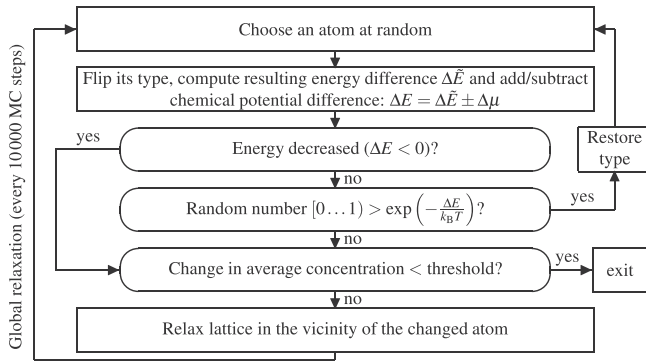 Choose an atom at random
Flip its type, compute resulting energy difference ΔẼ and add/subtract
chemical potential difference: ΔE = ΔẼ ± Δμ
yes
Energy decreased (ΔE < 0)?
Restore
type
no
Random number [0…1) > exp(−ΔE/k_BT)?
yes
no
Change in average concentration < threshold?
yes
exit
no
Relax lattice in the vicinity of the changed atom
Global relaxation (every 10000 MC steps)